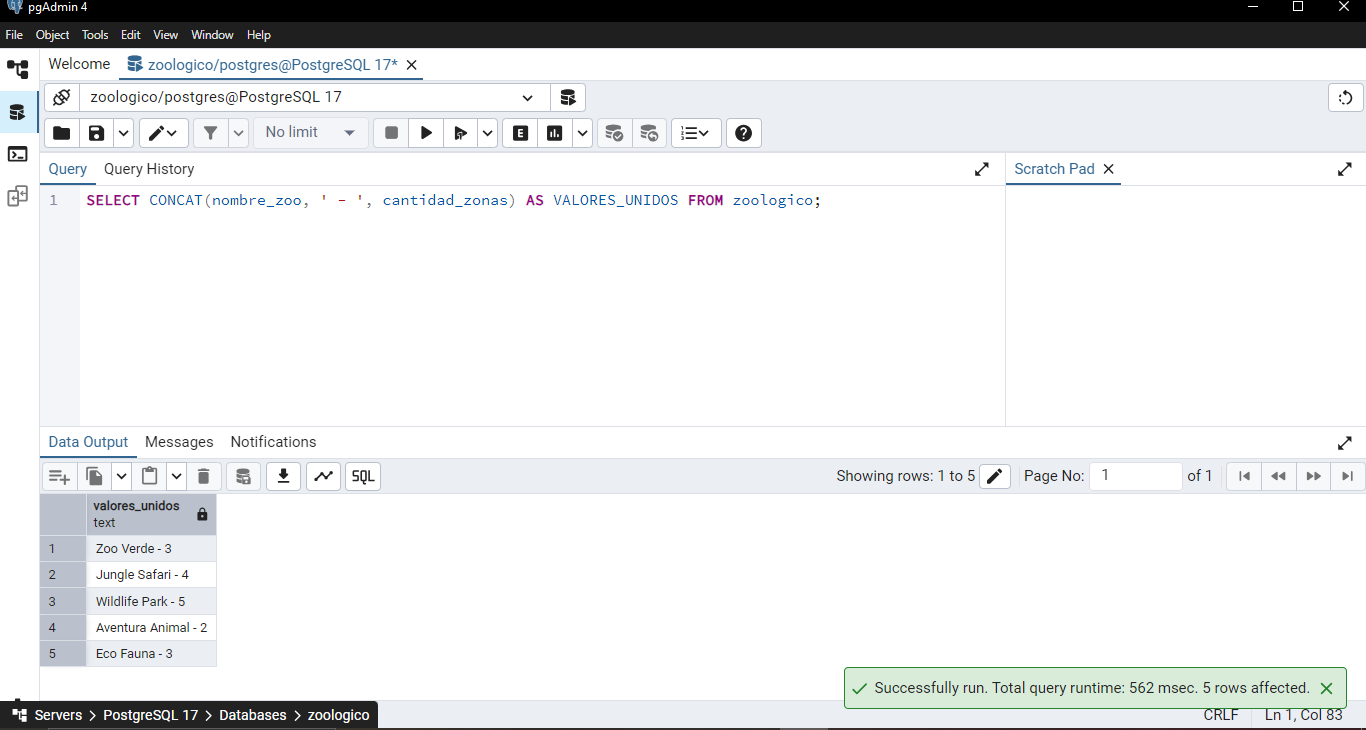 pgAdmin 4
File Object Tools Edit View Window Help
Welcome zoologico/postgres@PostgreSQL 17*
zoologico/postgres@PostgreSQL 17
No limit
E
Query Query History
Scratch Pad
1 SELECT CONCAT(nombre_zoo, ' - ', cantidad_zonas) AS VALORES_UNIDOS FROM zoologico;
Data Output Messages Notifications
SQL
Showing rows: 1 to 5
Page No: 1 of 1
valores_unidos
text
1 Zoo Verde - 3
2 Jungle Safari - 4
3 Wildlife Park - 5
4 Aventura Animal - 2
5 Eco Fauna - 3
Successfully run. Total query runtime: 562 msec. 5 rows affected.
Servers > PostgreSQL 17 > Databases > zoologico
CRLF Ln 1, Col 83